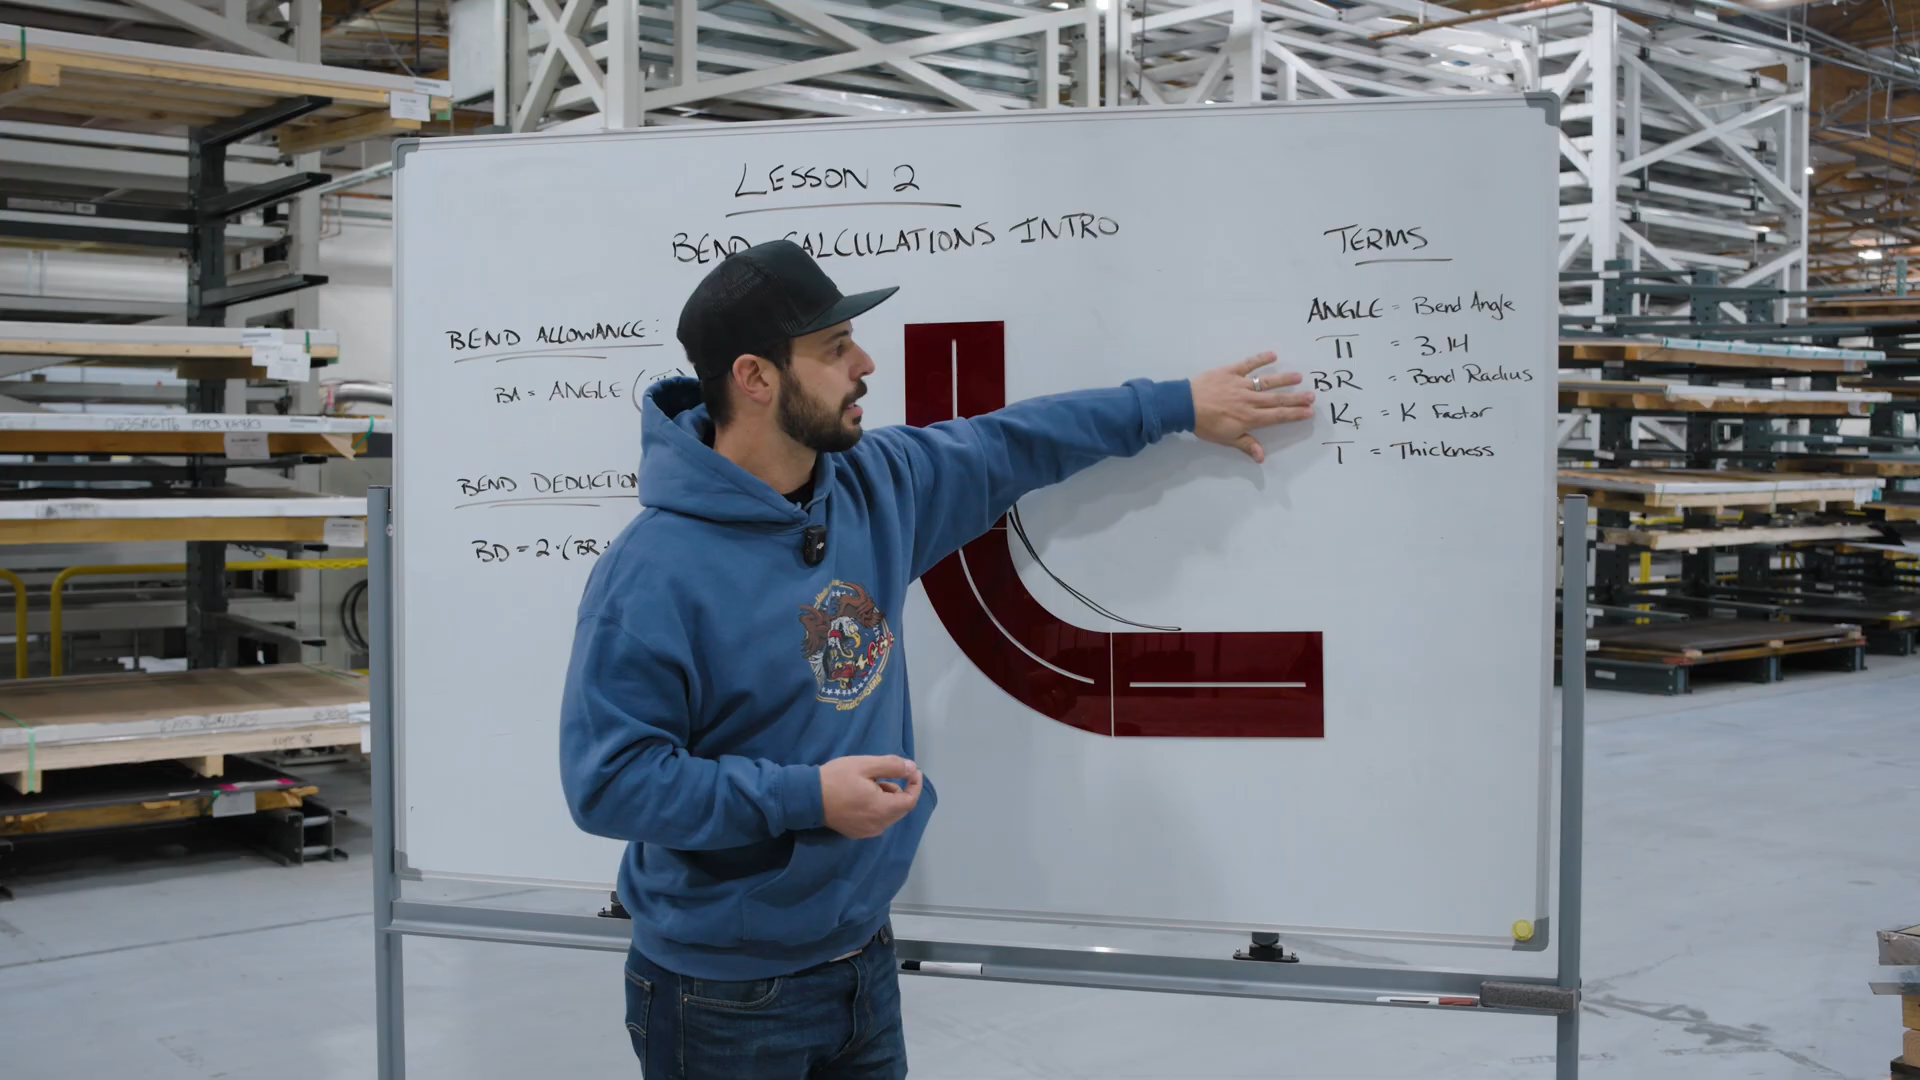 LESSON 2
BEND CALCULATIONS INTRO
TERMS
ANGLE = Bend Angle
π = 3.14
BR = Bend Radius
Kf = K Factor
T = Thickness
BEND ALLOWANCE:
BA = ANGLE (π
BEND DEDUCTION
BD = 2·(BR+